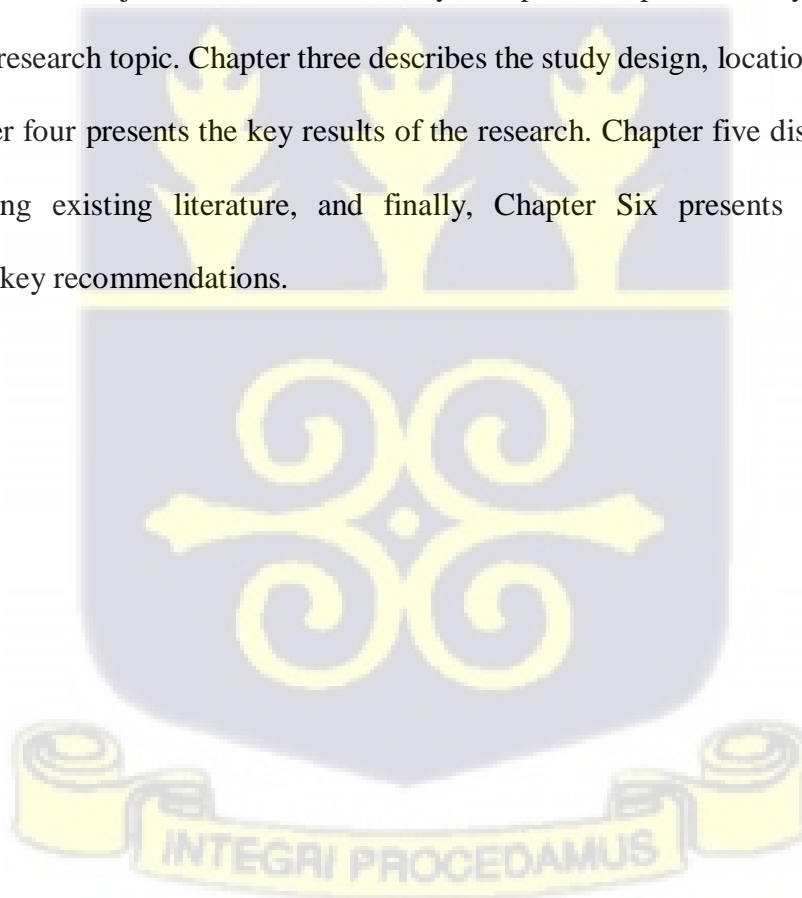 research topic. Chapter three describes the study design, locatio
er four presents the key results of the research. Chapter five dis
ng existing literature, and finally, Chapter Six presents
key recommendations.
INTEGRI PROCEDAMUS